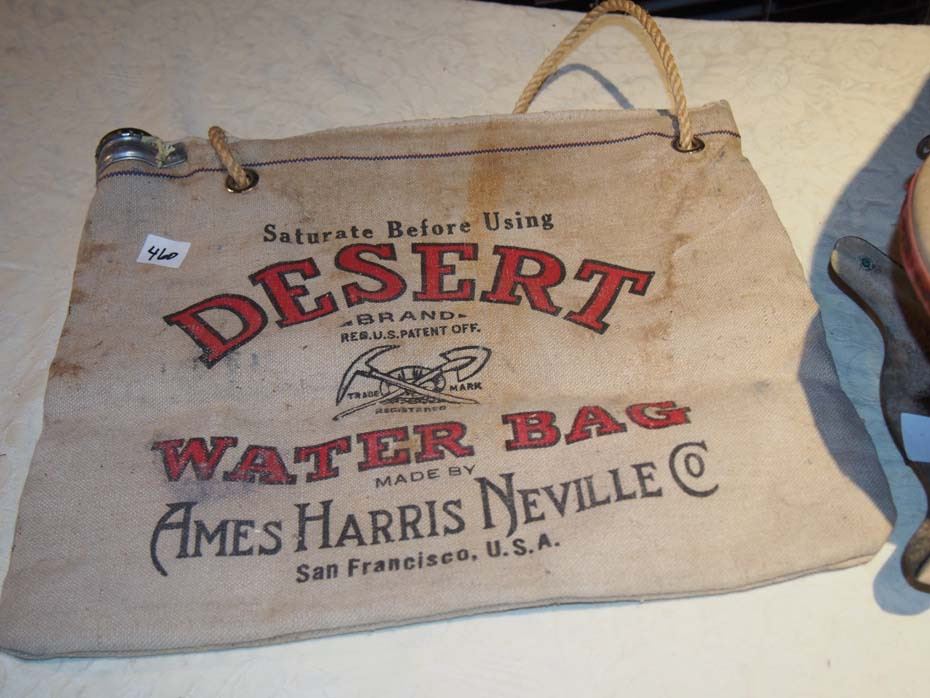 460
Saturate Before Using
DESERT
BRAND
REG. U.S. PATENT OFF.
TRADE MARK
REGISTERED
WATER BAG
MADE BY
AMES HARRIS NEVILLE CO
San Francisco, U.S.A.